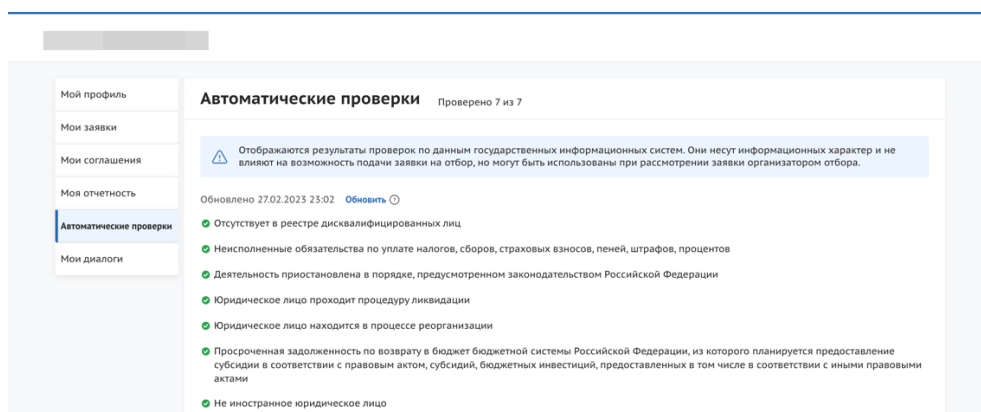 Мой профиль
Мои заявки
Мои соглашения
Моя отчетность
Автоматические проверки
Мои диалоги
Автоматические проверки Проверено 7 из 7
Отображаются результаты проверок по данным государственных информационных систем. Они несут информационных характер и не
влияют на возможность подачи заявки на отбор, но могут быть использованы при рассмотрении заявки организатором отбора.
Обновлено 27.02.2023 23:02 Обновить ?
Отсутствует в реестре дисквалифицированных лиц
Неисполненные обязательства по уплате налогов, сборов, страховых взносов, пеней, штрафов, процентов
Деятельность приостановлена в порядке, предусмотренном законодательством Российской Федерации
Юридическое лицо проходит процедуру ликвидации
Юридическое лицо находится в процессе реорганизации
Просроченная задолженность по возврату в бюджет бюджетной системы Российской Федерации, из которого планируется предоставление
субсидии в соответствии с правовым актом, субсидий, бюджетных инвестиций, предоставленных в том числе в соответствии с иными правовыми
актами
Не иностранное юридическое лицо